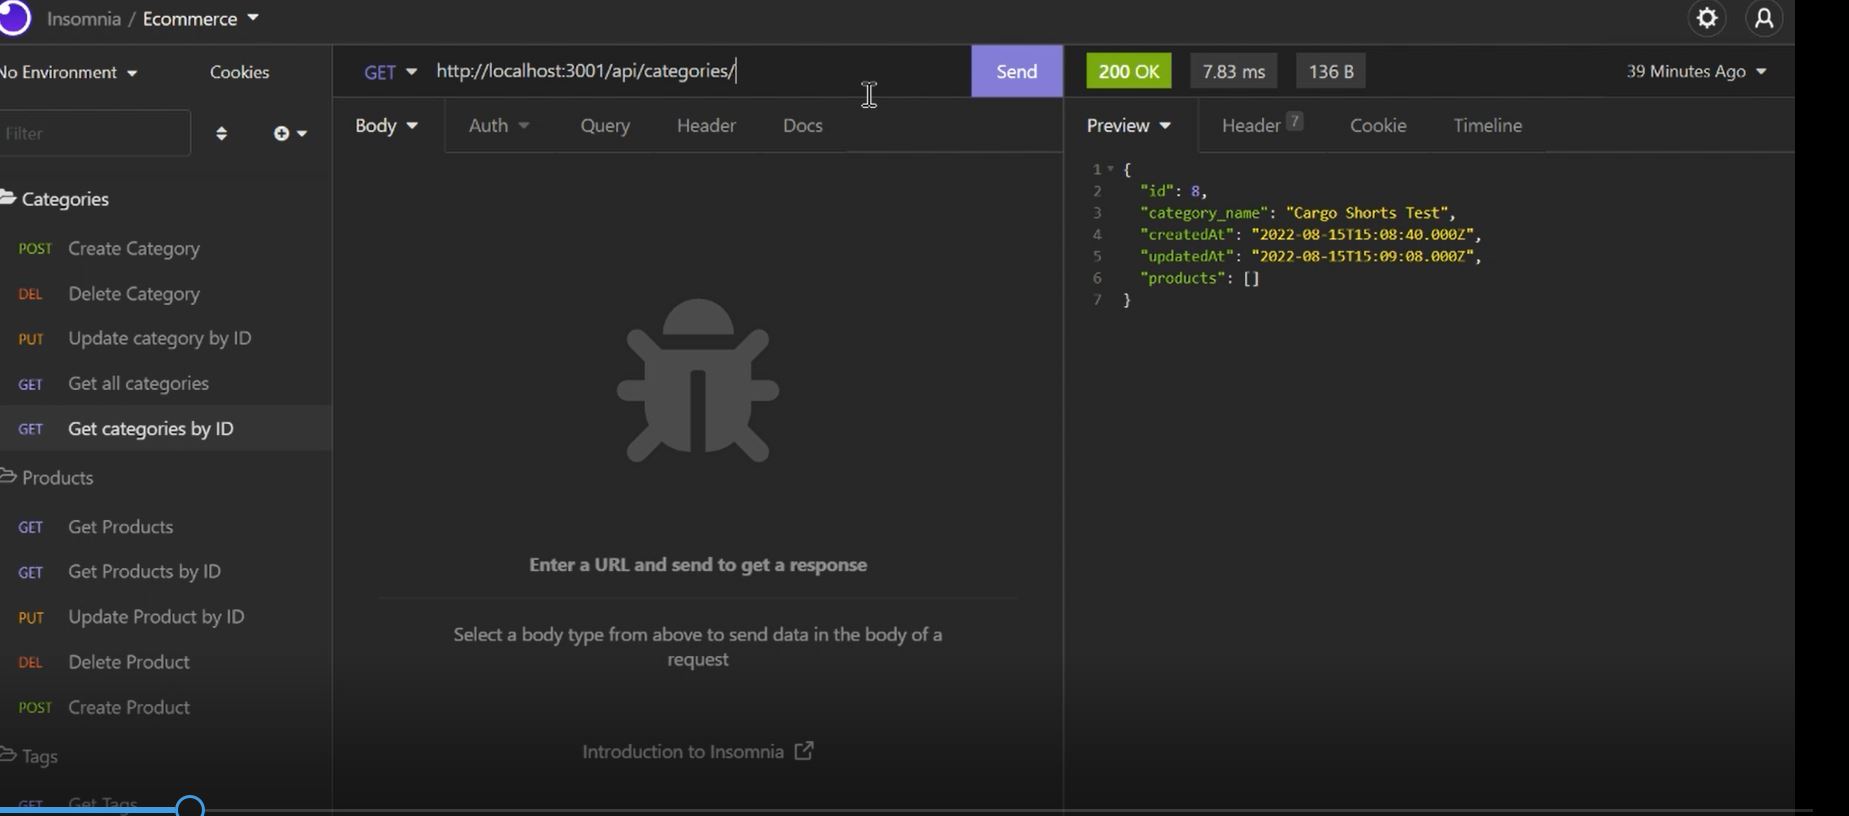 Insomnia / Ecommerce
No Environment
Cookies
Filter
Categories
POST Create Category
DEL Delete Category
PUT Update category by ID
GET Get all categories
GET Get categories by ID
Products
GET Get Products
GET Get Products by ID
PUT Update Product by ID
DEL Delete Product
POST Create Product
Tags
GET Get Tags
GET http://localhost:3001/api/categories/
Send
Body Auth Query Header Docs
Enter a URL and send to get a response
Select a body type from above to send data in the body of a
request
Introduction to Insomnia
200 OK 7.83 ms 136 B 39 Minutes Ago
Preview Header 7 Cookie Timeline
1 {
2 "id": 8,
3 "category_name": "Cargo Shorts Test",
4 "createdAt": "2022-08-15T15:08:40.000Z",
5 "updatedAt": "2022-08-15T15:09:08.000Z",
6 "products": []
7 }